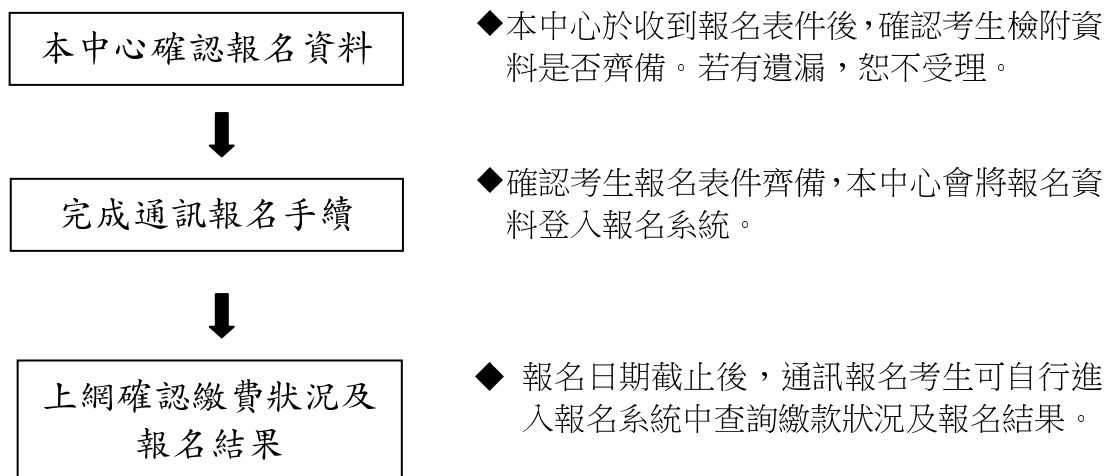 本中心確認報名資料
◆本中心於收到報名表件後，確認考生檢附資
料是否齊備。若有遺漏，恕不受理。
完成通訊報名手續
◆確認考生報名表件齊備，本中心會將報名資
料登入報名系統。
上網確認繳費狀況及
報名結果
◆ 報名日期截止後，通訊報名考生可自行進
入報名系統中查詢繳款狀況及報名結果。